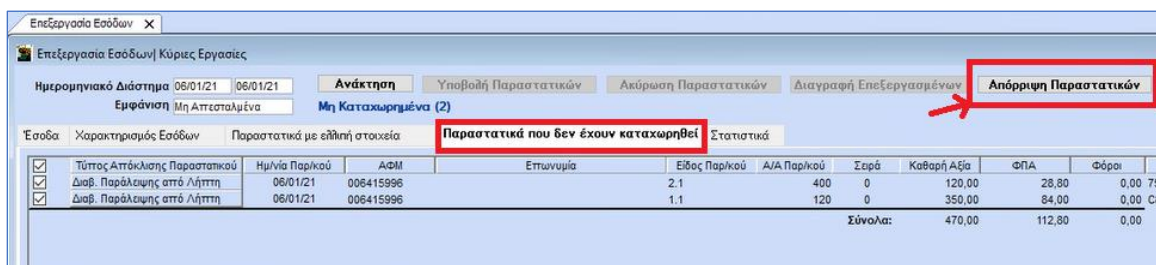 Επεξεργασία Εσόδων X
Επεξεργασία Εσόδων| Κύριες Εργασίες
Ημερομηνιακό Διάστημα 06/01/21 06/01/21 Ανάκτηση Υποβολή Παραστατικών Ακύρωση Παραστατικών Διαγραφή Επεξεργασμένων Απόρριψη Παραστατικών
Εμφάνιση Μη Απεσταλμένα Μη Καταχωρημένα (2)
Έσοδα Χαρακτηρισμός Εσόδων Παραστατικά με ελλιπή στοιχεία Παραστατικά που δεν έχουν καταχωρηθεί Στατιστικά
Τύπος Απόκλισης Παραστατικού Ημ/νία Παρ/κού ΑΦΜ Επωνυμία Είδος Παρ/κού Α/Α Παρ/κού Σειρά Καθαρή Αξία ΦΠΑ Φόροι
Διαβ. Παράλειψης από Λήπτη 06/01/21 006415996 2.1 400 0 120,00 28,80 0,00
Διαβ. Παράλειψης από Λήπτη 06/01/21 006415996 1.1 120 0 350,00 84,00 0,00
Σύνολα: 470,00 112,80 0,00